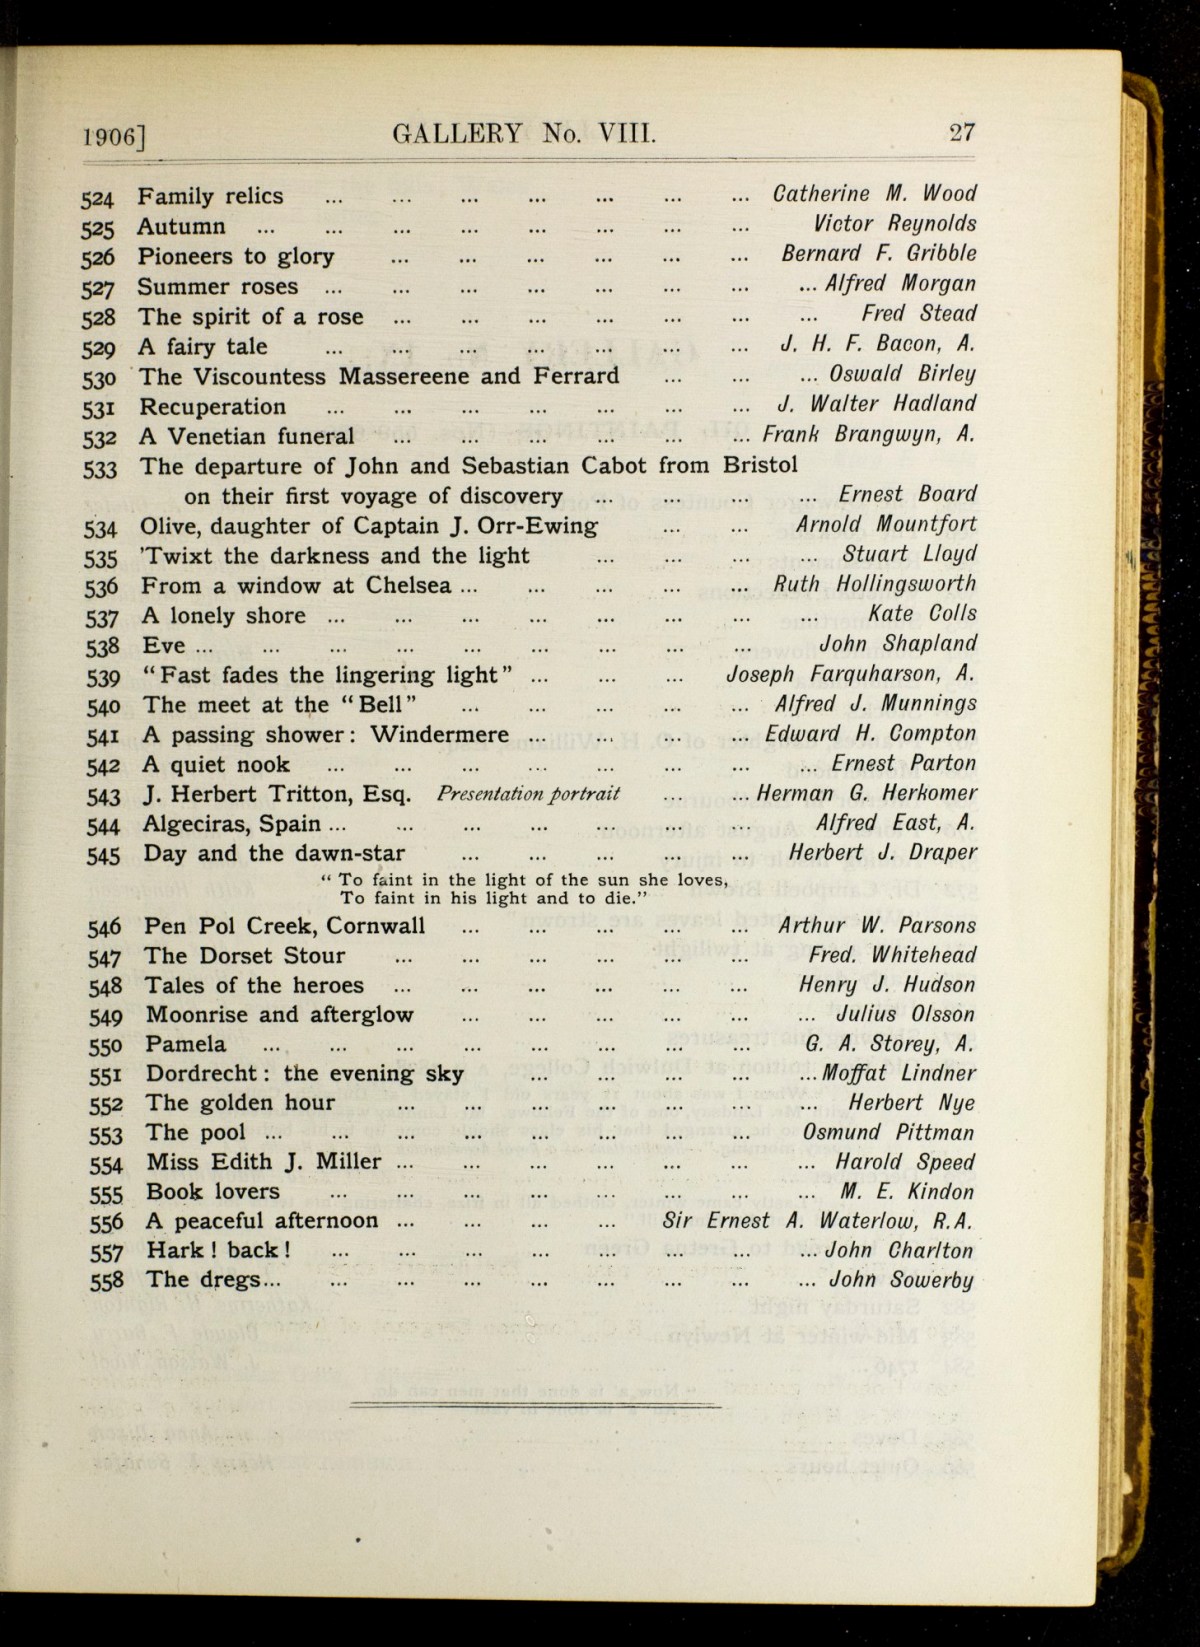 1906] GALLERY No. VIII. 27
524 Family relics ... ... ... ... ... ... ... Catherine M. Wood
525 Autumn ... ... ... ... ... ... ... ... Victor Reynolds
526 Pioneers to glory ... ... ... ... ... ... Bernard F. Gribble
527 Summer roses ... ... ... ... ... ... ... ... Alfred Morgan
528 The spirit of a rose ... ... ... ... ... ... ... Fred Stead
529 A fairy tale ... ... ... ... ... ... ... J. H. F. Bacon, A.
530 The Viscountess Massereene and Ferrard ... ... ... Oswald Birley
531 Recuperation ... ... ... ... ... ... ... J. Walter Hadland
532 A Venetian funeral ... ... ... ... ... ... Frank Brangwyn, A.
533 The departure of John and Sebastian Cabot from Bristol
on their first voyage of discovery ... ... ... ... Ernest Board
534 Olive, daughter of Captain J. Orr-Ewing ... ... Arnold Mountfort
535 'Twixt the darkness and the light ... ... ... ... Stuart Lloyd
536 From a window at Chelsea ... ... ... ... ... Ruth Hollingsworth
537 A lonely shore ... ... ... ... ... ... ... ... Kate Colls
538 Eve ... ... ... ... ... ... ... ... ... John Shapland
539 "Fast fades the lingering light" ... ... ... Joseph Farquharson, A.
540 The meet at the "Bell" ... ... ... ... ... Alfred J. Munnings
541 A passing shower: Windermere ... ... ... ... Edward H. Compton
542 A quiet nook ... ... ... ... ... ... ... ... Ernest Parton
543 J. Herbert Tritton, Esq. Presentation portrait ... ... Herman G. Herkomer
544 Algeciras, Spain ... ... ... ... ... ... ... Alfred East, A.
545 Day and the dawn-star ... ... ... ... ... Herbert J. Draper
"To faint in the light of the sun she loves,
To faint in his light and to die."
546 Pen Pol Creek, Cornwall ... ... ... ... ... Arthur W. Parsons
547 The Dorset Stour ... ... ... ... ... ... Fred. Whitehead
548 Tales of the heroes ... ... ... ... ... ... Henry J. Hudson
549 Moonrise and afterglow ... ... ... ... ... ... Julius Olsson
550 Pamela ... ... ... ... ... ... ... ... G. A. Storey, A.
551 Dordrecht: the evening sky ... ... ... ... ... Moffat Lindner
552 The golden hour ... ... ... ... ... ... ... Herbert Nye
553 The pool ... ... ... ... ... ... ... ... Osmund Pittman
554 Miss Edith J. Miller ... ... ... ... ... ... ... Harold Speed
555 Book lovers ... ... ... ... ... ... ... ... M. E. Kindon
556 A peaceful afternoon ... ... ... ... Sir Ernest A. Waterlow, R.A.
557 Hark! back! ... ... ... ... ... ... ... ... John Charlton
558 The dregs... ... ... ... ... ... ... ... ... John Sowerby